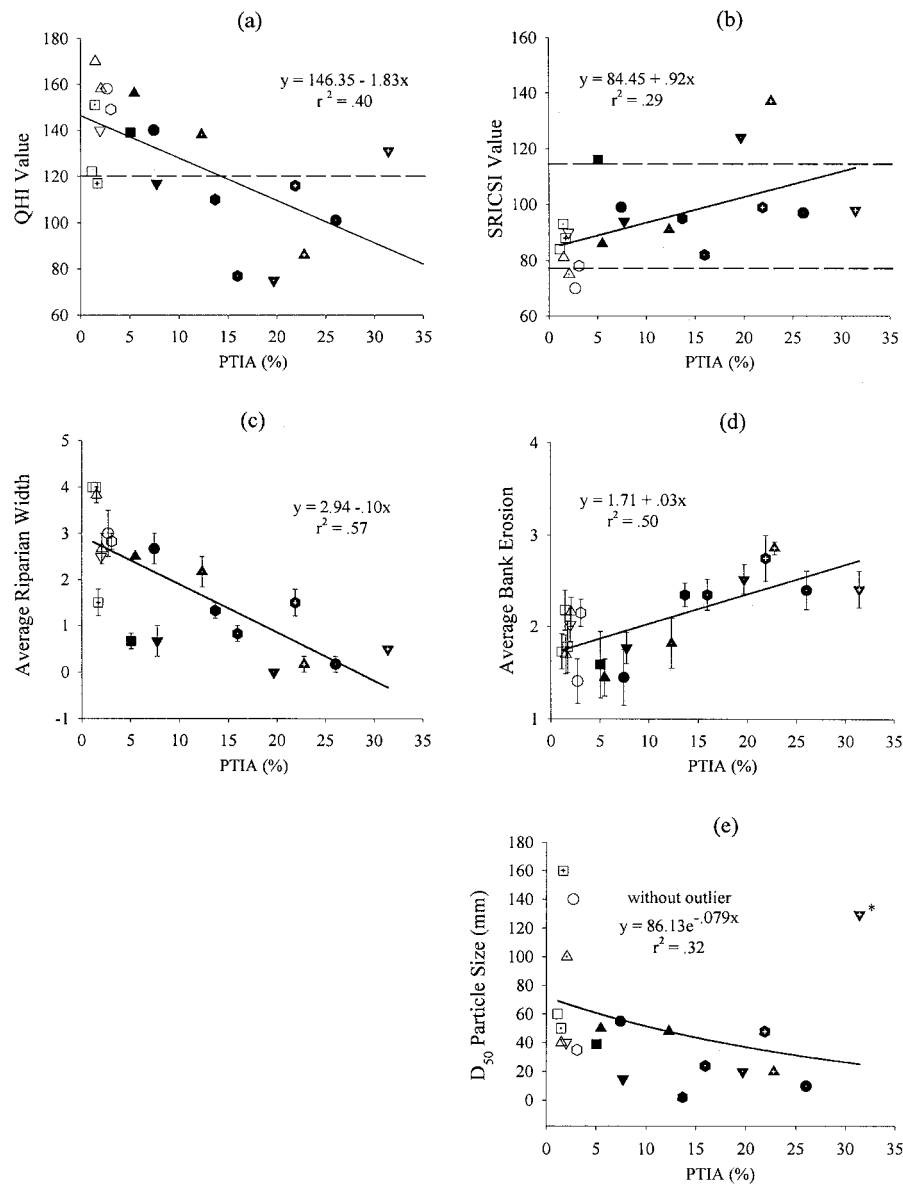 (a)
160
180
160
140
120
100
80
60
QHI Value
y = 146.35 - 1.83x
r² = .40
0 5 10 15 20 25 30 35
PTIA (%)
(b)
160
140
120
100
80
60
SRICSI Value
y = 84.45 + .92x
r² = .29
0 5 10 15 20 25 30 35
PTIA (%)
(c)
5
4
3
2
1
0
-1
Average Riparian Width
y = 2.94 -.10x
r² = .57
0 5 10 15 20 25 30 35
PTIA (%)
(d)
4
3
2
1
Average Bank Erosion
y = 1.71 + .03x
r² = .50
0 5 10 15 20 25 30 35
PTIA (%)
(e)
160
180
160
140
120
100
80
60
40
20
0
D₅₀ Particle Size (mm)
without outlier
y = 86.13e^-.079x
r² = .32
*
0 5 10 15 20 25 30 35
PTIA (%)